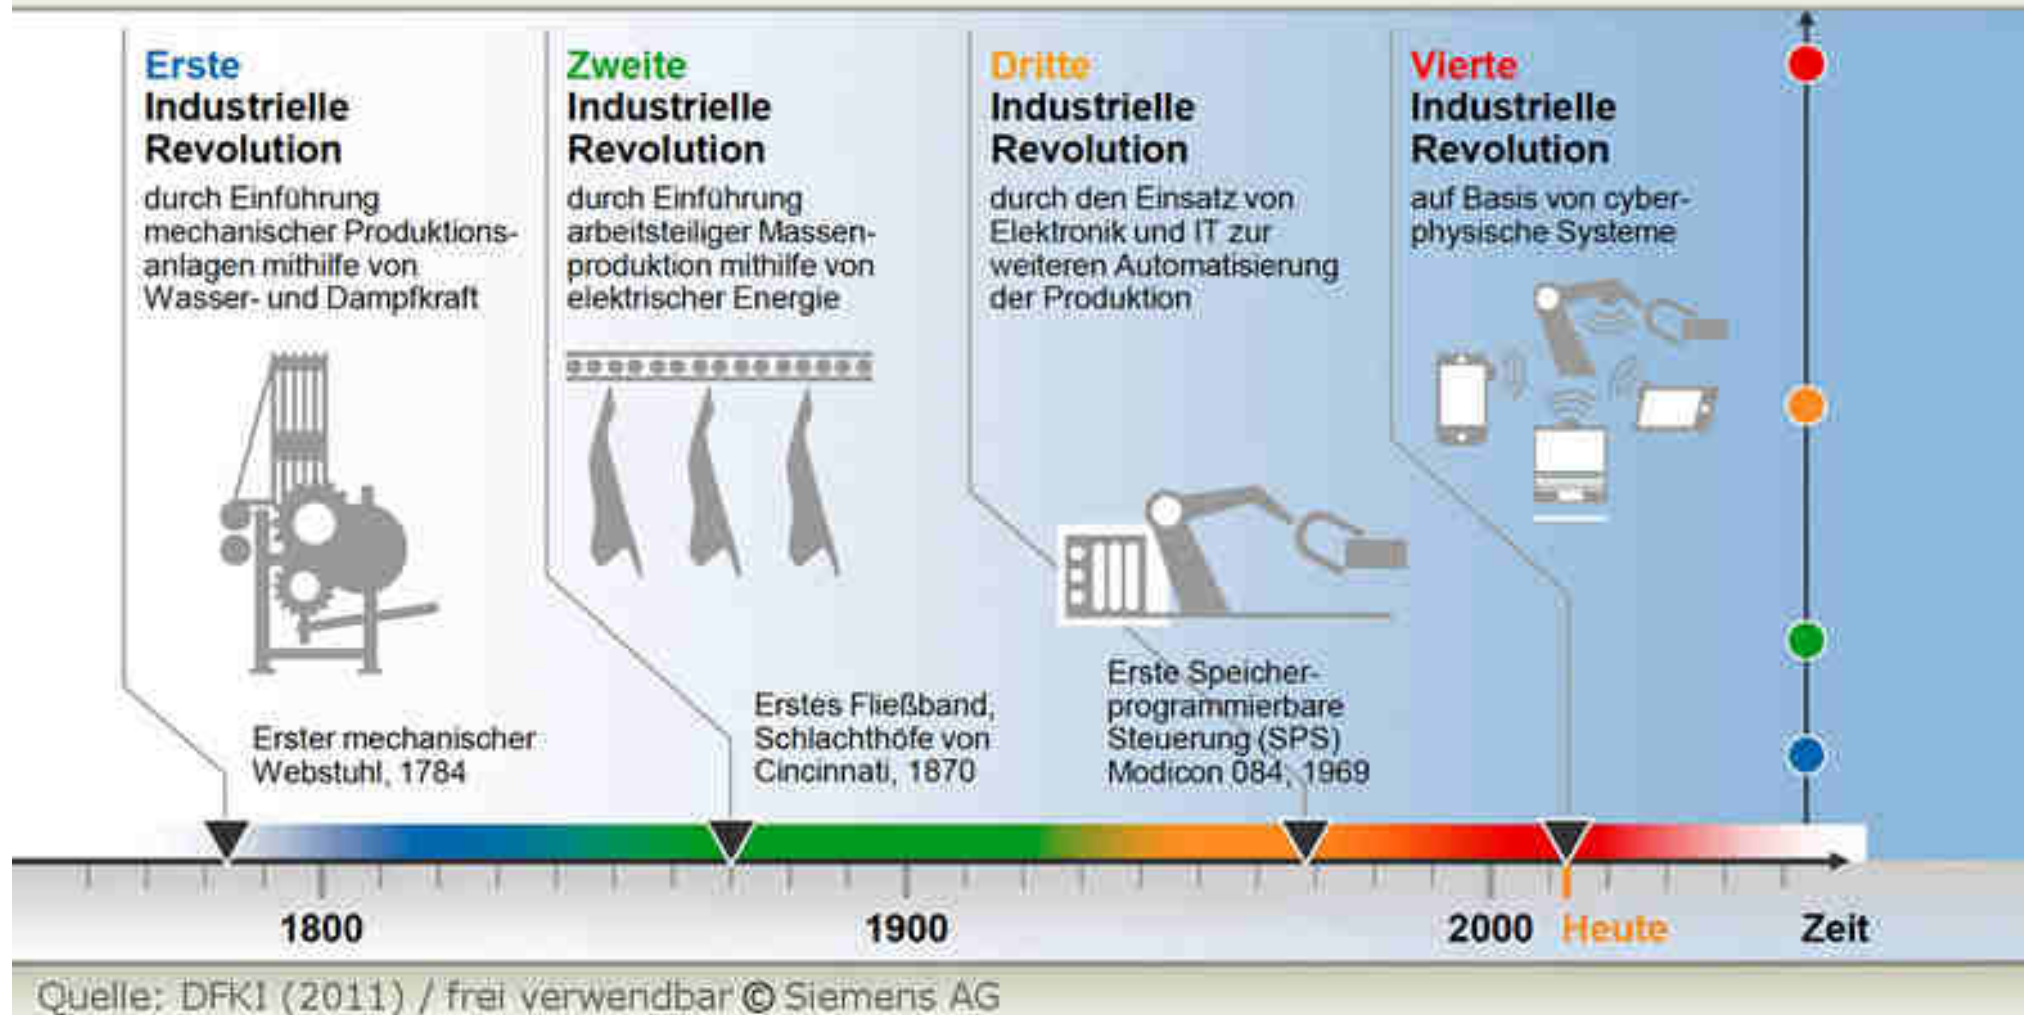 Erste
Industrielle
Revolution
durch Einführung
mechanischer Produktions-
anlagen mithilfe von
Wasser- und Dampfkraft
Erster mechanischer
Webstuhl, 1784
Zweite
Industrielle
Revolution
durch Einführung
arbeitsteiliger Massen-
produktion mithilfe von
elektrischer Energie
Erstes Fließband,
Schlachthöfe von
Cincinnati, 1870
Dritte
Industrielle
Revolution
durch den Einsatz von
Elektronik und IT zur
weiteren Automatisierung
der Produktion
Erste Speicher-
programmierbare
Steuerung (SPS)
Modicon 084, 1969
Vierte
Industrielle
Revolution
auf Basis von cyber-
physische Systeme
1800 1900 2000 Heute Zeit
Quelle: DFKI (2011) / frei verwendbar © Siemens AG